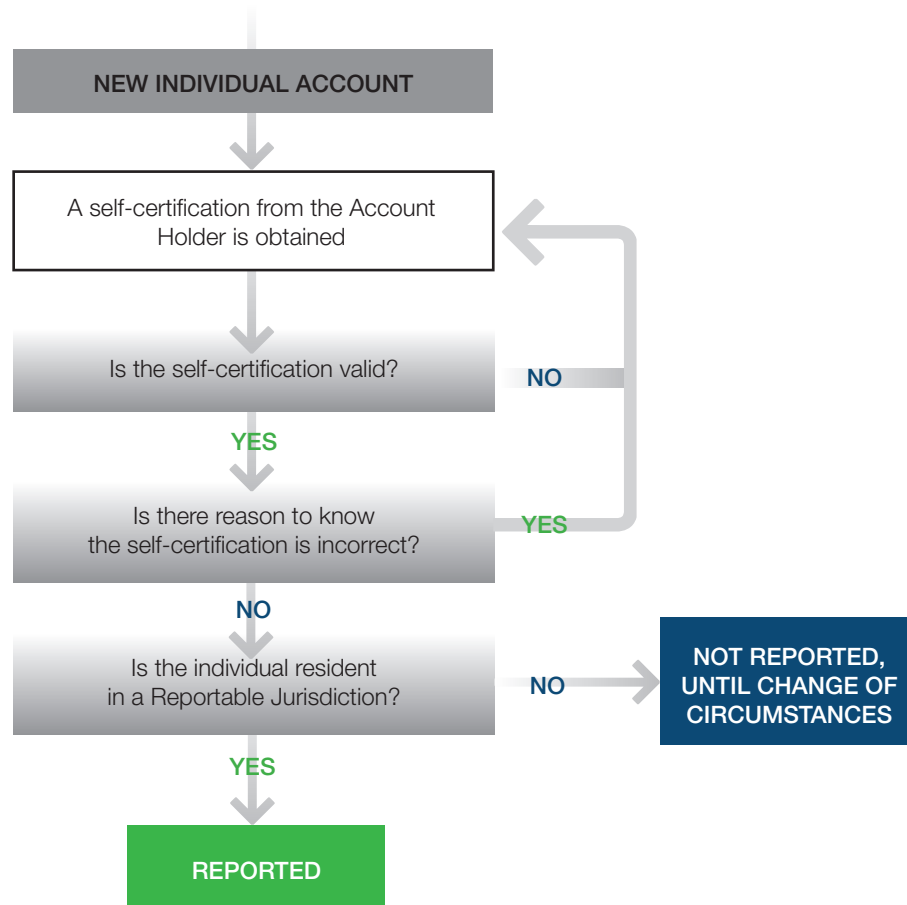 NEW INDIVIDUAL ACCOUNT
A self-certification from the Account
Holder is obtained
Is the self-certification valid?
NO
YES
Is there reason to know
the self-certification is incorrect?
YES
NO
Is the individual resident
in a Reportable Jurisdiction?
NO
NOT REPORTED,
UNTIL CHANGE OF
CIRCUMSTANCES
YES
REPORTED